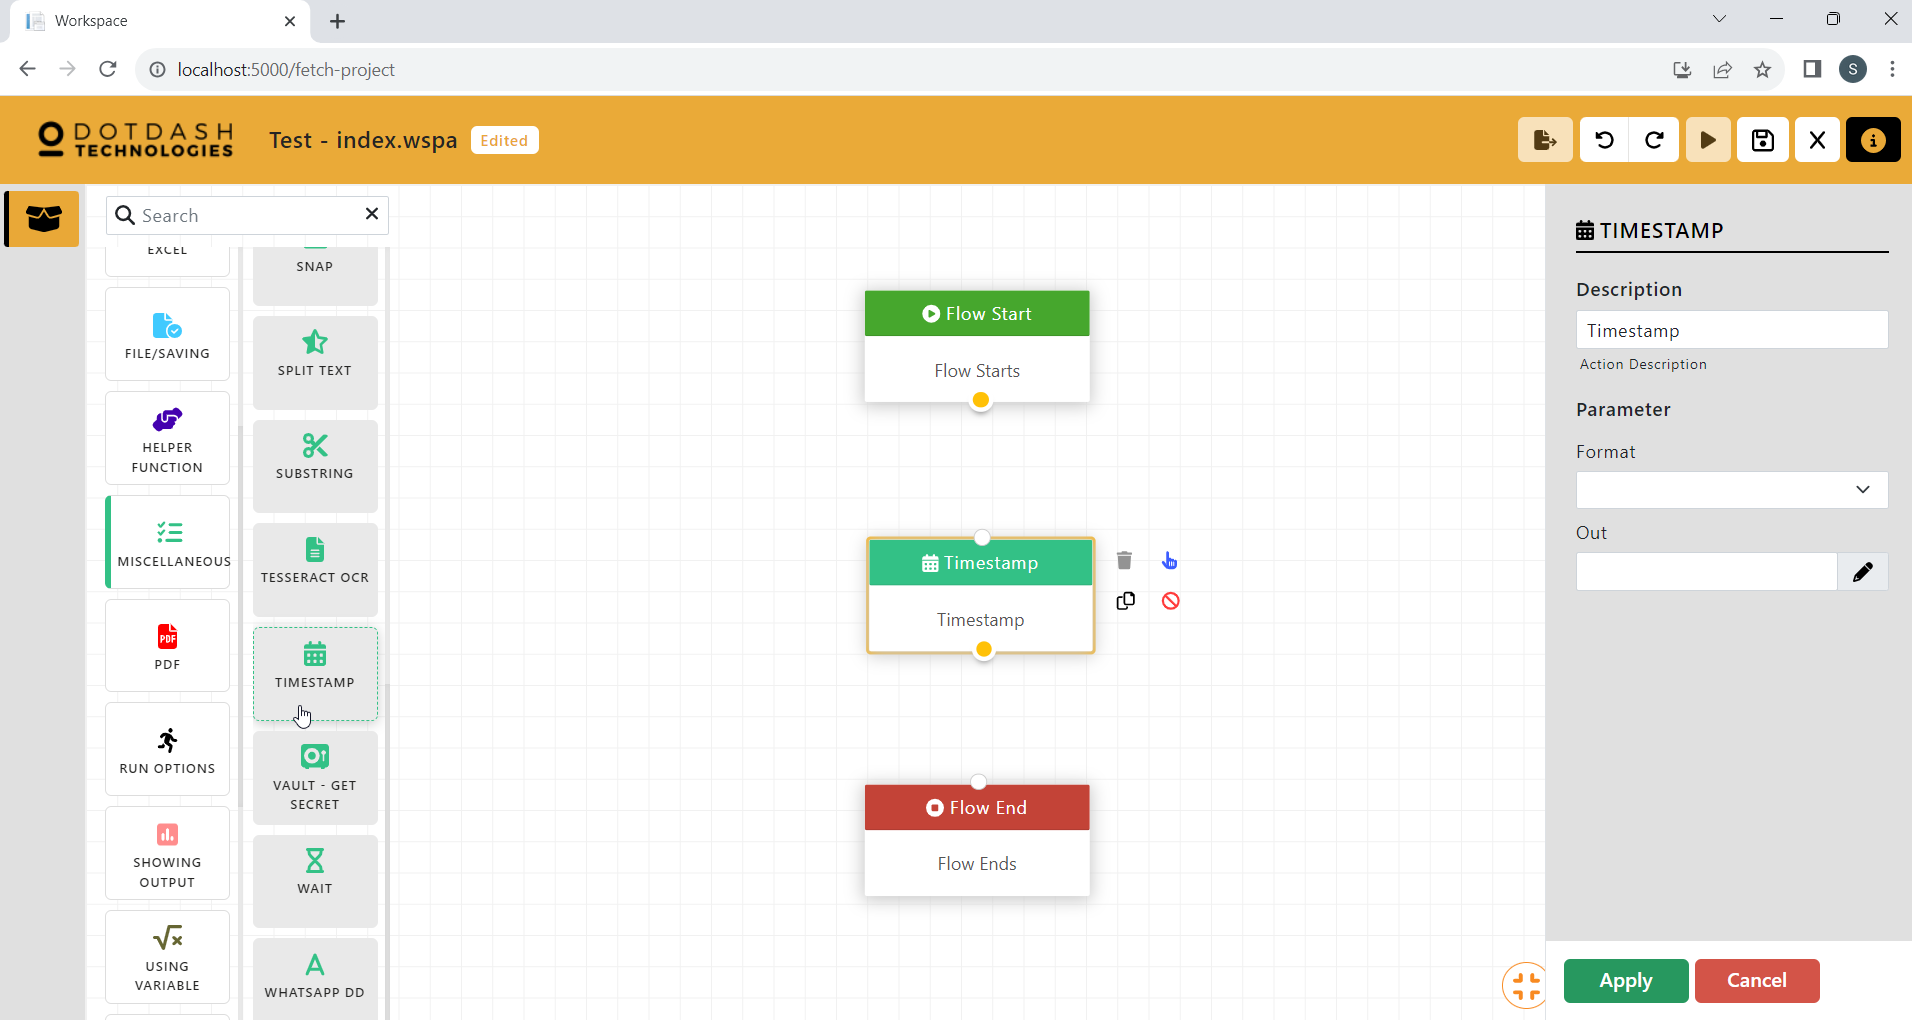 Workspace
localhost:5000/fetch-project
S
DOTDASH
TECHNOLOGIES
Test - index.wspa
Edited
Search
EXCEL
FILE/SAVING
HELPER
FUNCTION
MISCELLANEOUS
PDF
PDF
RUN OPTIONS
SHOWING
OUTPUT
USING
VARIABLE
SNAP
SPLIT TEXT
SUBSTRING
TESSERACT OCR
TIMESTAMP
VAULT - GET
SECRET
WAIT
WHATSAPP DD
Flow Start
Flow Starts
Timestamp
Timestamp
Flow End
Flow Ends
TIMESTAMP
Description
Timestamp
Action Description
Parameter
Format
Out
Apply
Cancel